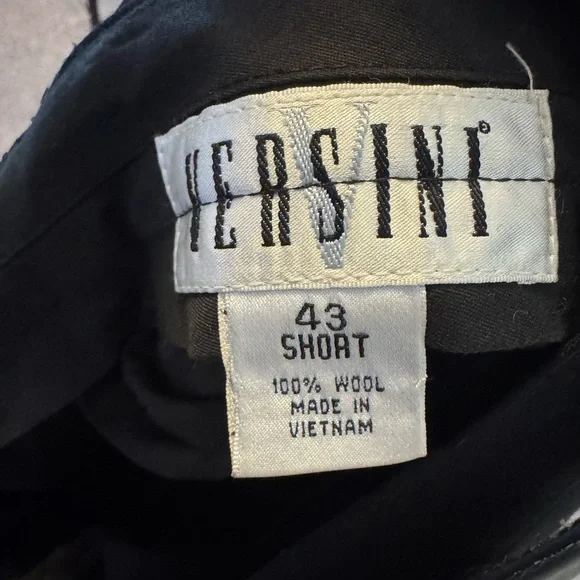 VERSINI®
43
SHORT
100% WOOL
MADE IN
VIETNAM